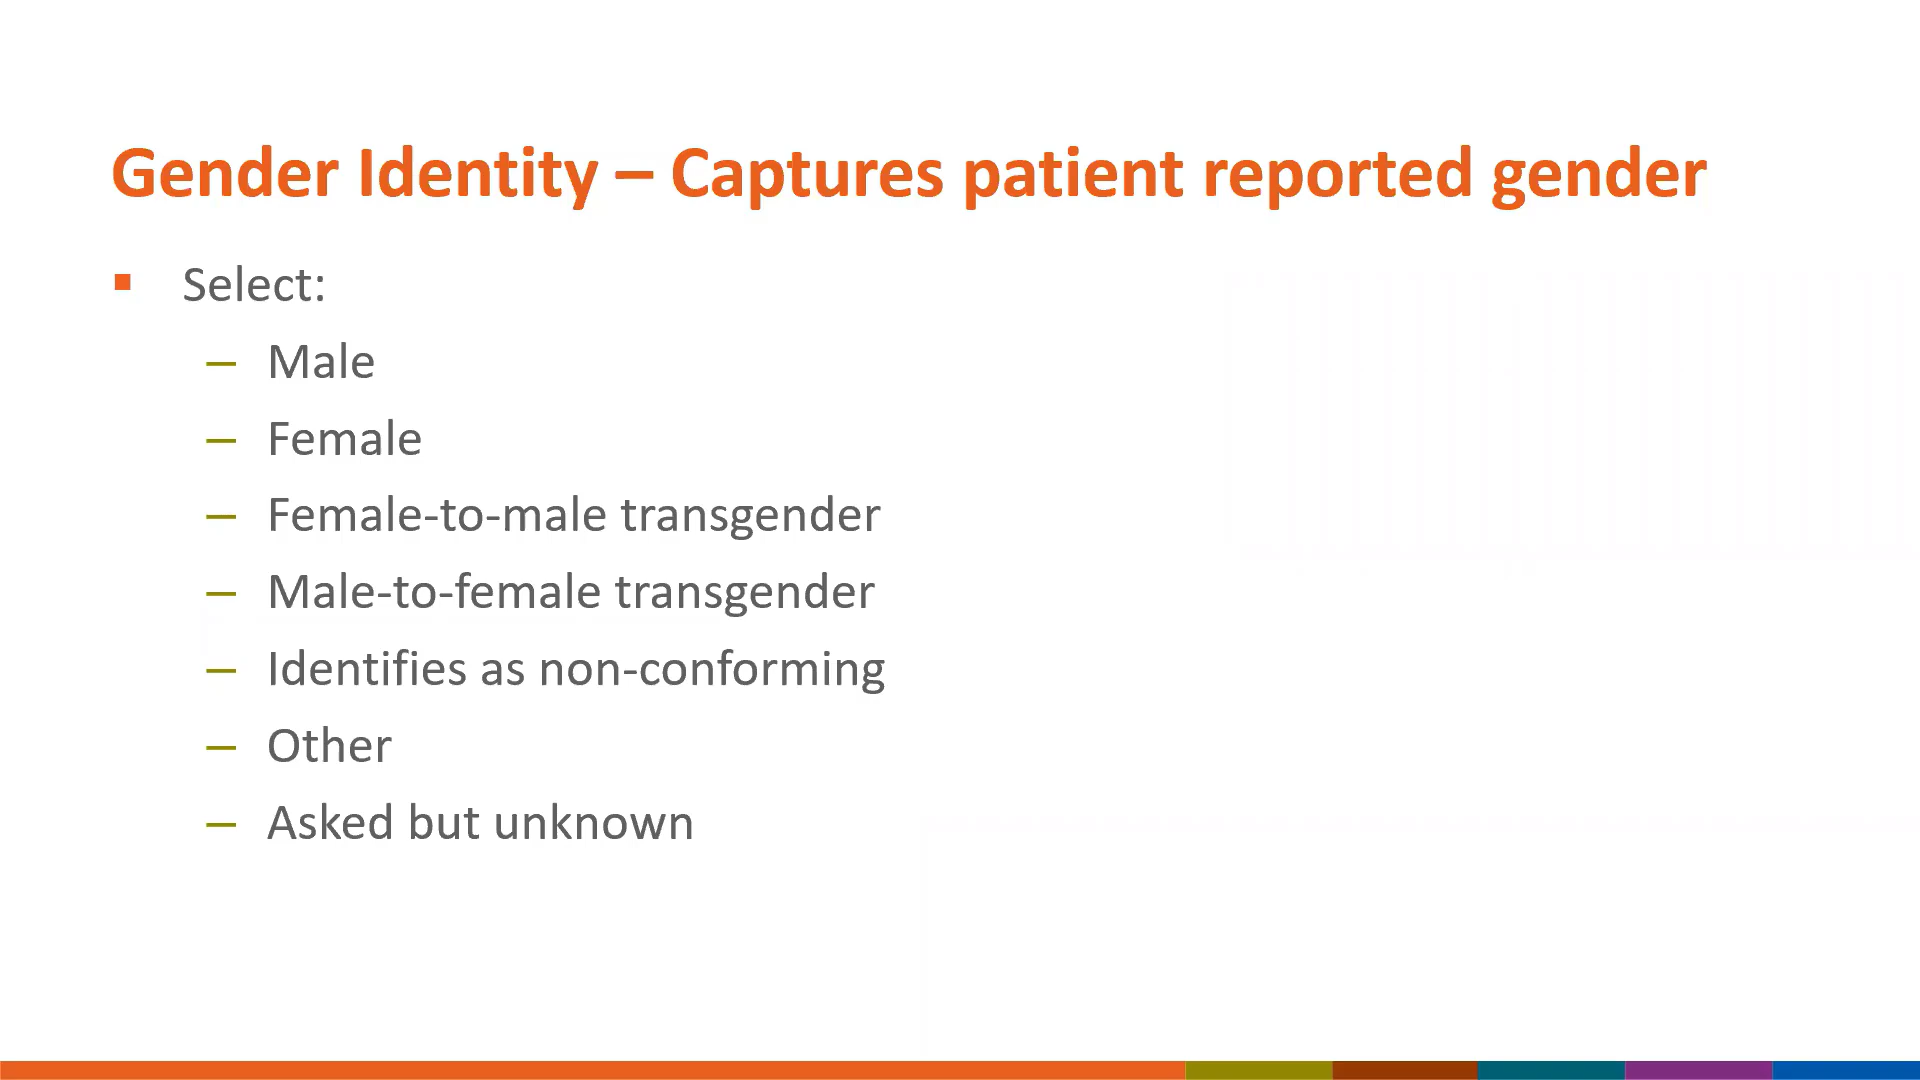 Gender Identity – Captures patient reported gender
▪ Select:
– Male
– Female
– Female-to-male transgender
– Male-to-female transgender
– Identifies as non-conforming
– Other
– Asked but unknown